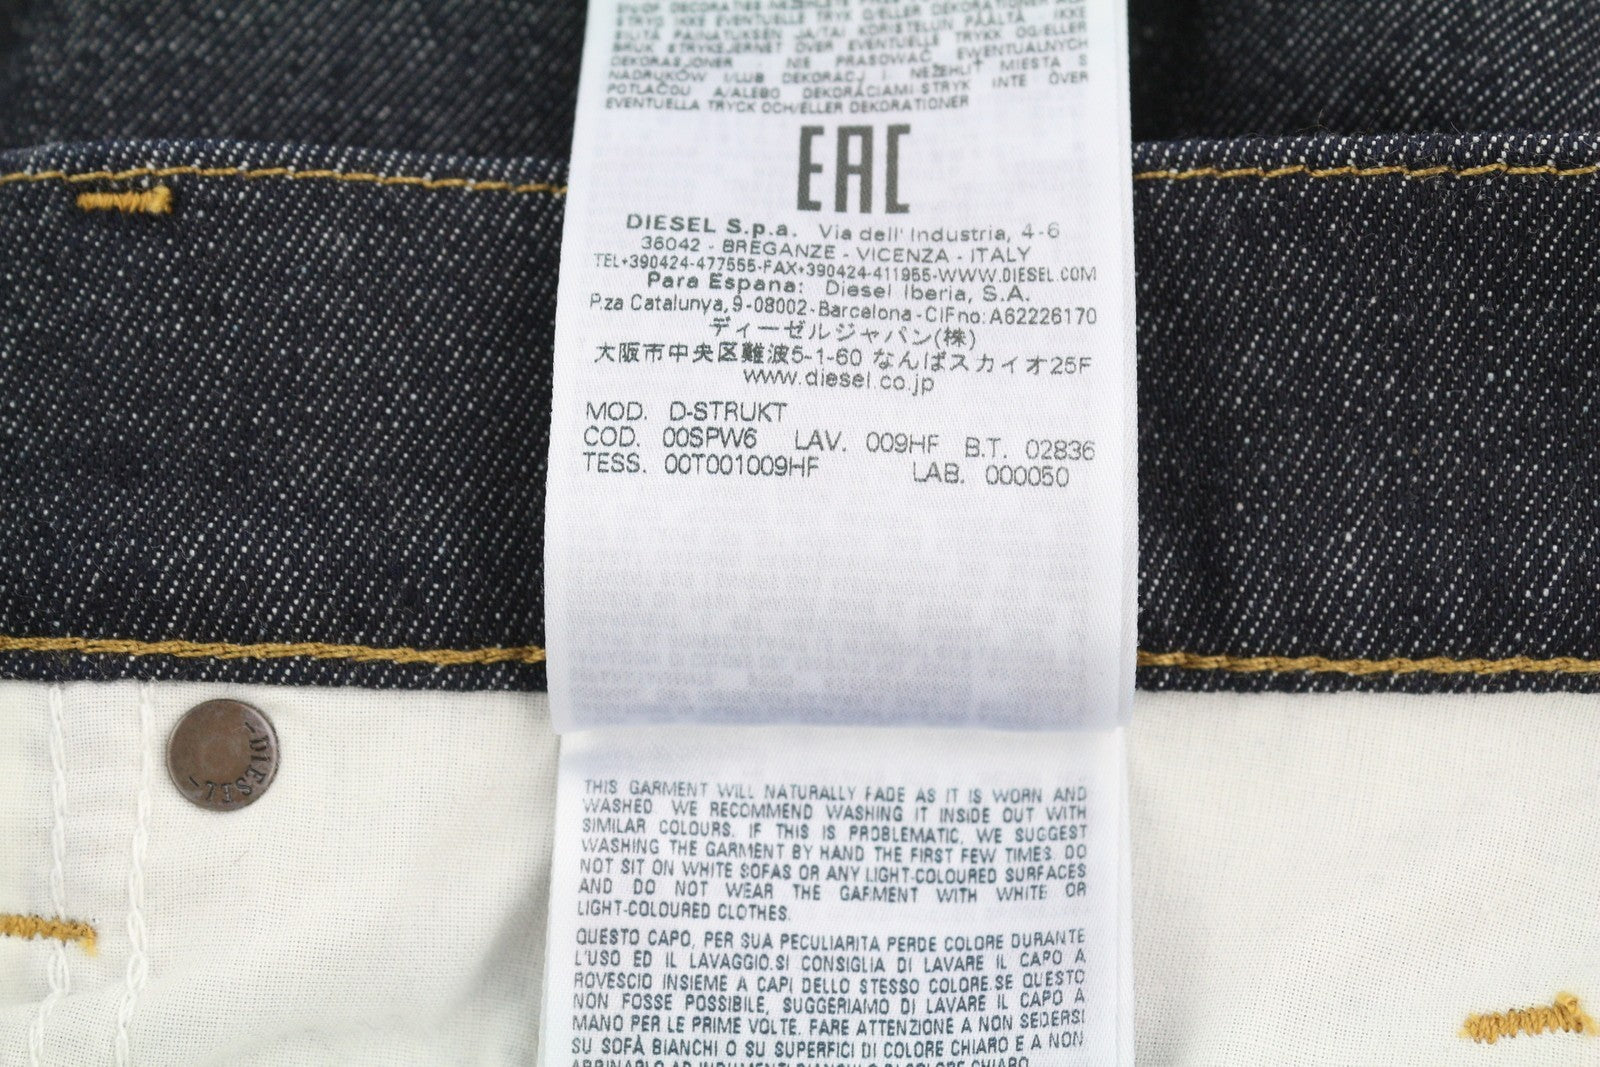 STRYG IKKE EVENTUELLE TRYK O/ELLER DEKORATIONER
SILITÄ PAINATUKSEN JA/TAI KORISTELUN PÄÄLTÄ IKKE
BRUK STRYKEJERNET OVER EVENTUELLE TRYKK OG/ELLER
DEKORASJONER NIE PRASOWAĆ EWENTUALNYCH
NADRUKÓW I/LUB DEKORACJI MIESTA S
POTLAČOU A/ALEBO DEKORÁCIAMI STRYK INTE ÖVER
EVENTUELLA TRYCK OCH/ELLER DEKORATIONER
EAC
DIESEL S.p.a. Via dell' Industria, 4-6
36042 - BREGANZE - VICENZA - ITALY
TEL+390424-477555-FAX+390424-411955-WWW.DIESEL.COM
Para Espana: Diesel Iberia, S.A.
P.za Catalunya,9-08002-Barcelona-CIFno:A62226170
ディーゼルジャパン(株)
大阪市中央区難波5-1-60 なんばスカイオ25F
www.diesel.co.jp
MOD. D-STRUKT
COD. 00SPW6 LAV. 009HF B.T. 02836
TESS. 00T001009HF LAB. 000050
-DIESEL-
THIS GARMENT WILL NATURALLY FADE AS IT IS WORN AND
WASHED. WE RECOMMEND WASHING IT INSIDE OUT WITH
SIMILAR COLOURS. IF THIS IS PROBLEMATIC, WE SUGGEST
WASHING THE GARMENT BY HAND THE FIRST FEW TIMES. DO
NOT SIT ON WHITE SOFAS OR ANY LIGHT-COLOURED SURFACES
AND DO NOT WEAR THE GARMENT WITH WHITE OR
LIGHT-COLOURED CLOTHES.
QUESTO CAPO, PER SUA PECULIARITA PERDE COLORE DURANTE
L'USO ED IL LAVAGGIO.SI CONSIGLIA DI LAVARE IL CAPO A
ROVESCIO INSIEME A CAPI DELLO STESSO COLORE.SE QUESTO
NON FOSSE POSSIBILE, SUGGERIAMO DI LAVARE IL CAPO A
MANO PER LE PRIME VOLTE. FARE ATTENZIONE A NON SEDERSI
SU SOFÀ BIANCHI O SU SUPERFICI DI COLORE CHIARO E A NON
ABBINARLO AD INDUMENTI BIANCHI O DI COLORE CHIARO.